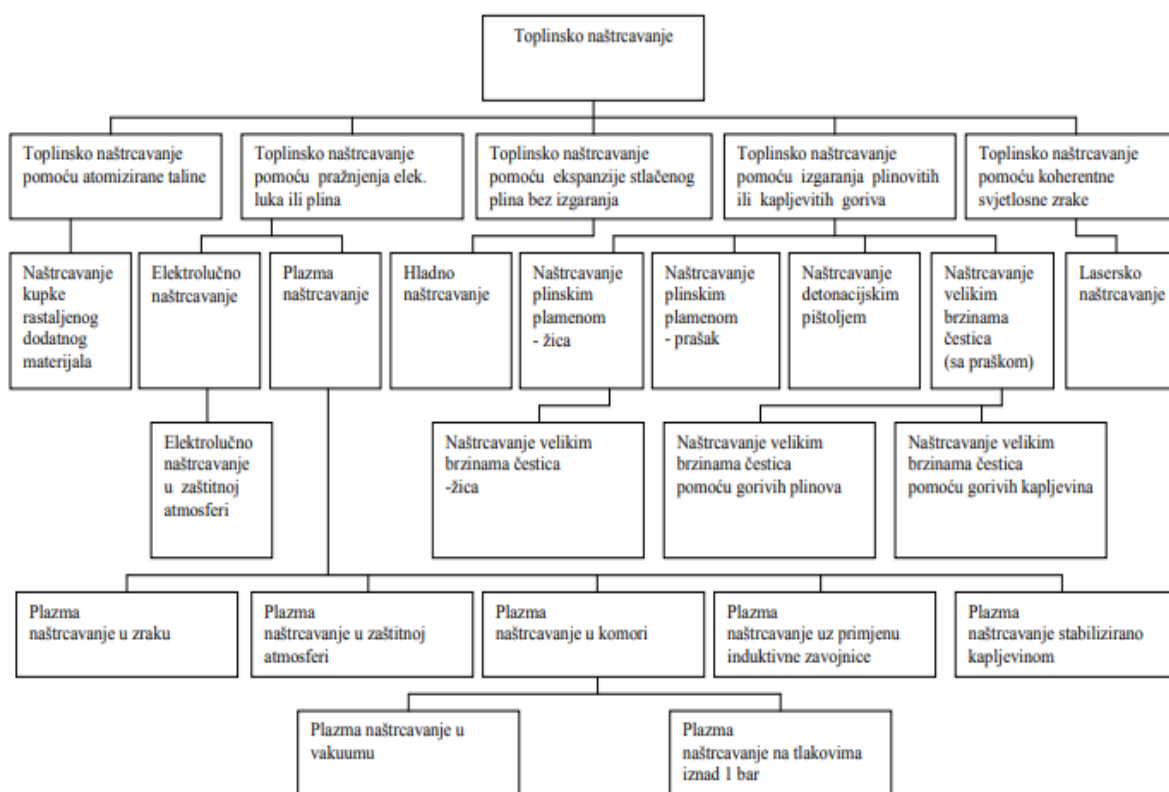 Toplinsko naštrcavanje
Toplinsko naštrcavanje
pomoću atomizirane taline
Toplinsko naštrcavanje
pomoću pražnjenja elek.
luka ili plina
Toplinsko naštrcavanje
pomoću ekspanzije stlačenog
plina bez izgaranja
Toplinsko naštrcavanje
pomoću izgaranja plinovitih
ili kapljevitih goriva
Toplinsko naštrcavanje
pomoću koherentne
svjetlosne zrake
Naštrcavanje
kupke
rastaljenog
dodatnog
materijala
Elektrolučno
naštrcavanje
Plazma
naštrcavanje
Hladno
naštrcavanje
Naštrcavanje
plinskim
plamenom
- žica
Naštrcavanje
plinskim
plamenom
- prašak
Naštrcavanje
detonacijskim
pištoljem
Naštrcavanje
velikim
brzinama
čestica
(sa praškom)
Lasersko
naštrcavanje
Elektrolučno
naštrcavanje
u zaštitnoj
atmosferi
Naštrcavanje velikim
brzinama čestica
-žica
Naštrcavanje velikim
brzinama čestica
pomoću gorivih plinova
Naštrcavanje velikim
brzinama čestica
pomoću gorivih kapljevina
Plazma
naštrcavanje u zraku
Plazma
naštrcavanje u zaštitnoj
atmosferi
Plazma
naštrcavanje u komori
Plazma
naštrcavanje uz primjenu
induktivne zavojnice
Plazma
naštrcavanje stabilizirano
kapljevinom
Plazma naštrcavanje u
vakuumu
Plazma
naštrcavanje na tlakovima
iznad 1 bar